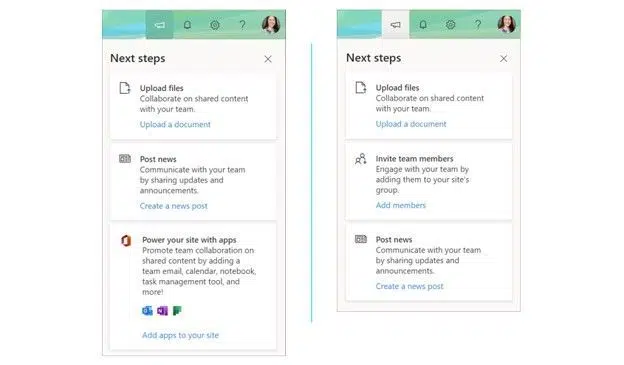 ?
Next steps
Upload files
Collaborate on shared content
with your team.
Upload a document
Post news
Communicate with your team
by sharing updates and
announcements.
Create a news post
Power your site with apps
Promote team collaboration on
shared content by adding a
team email, calendar, notebook,
task management tool, and
more!
Add apps to your site
?
Next steps
Upload files
Collaborate on shared content
with your team.
Upload a document
Invite team members
Engage with your team by
adding them to your site's
group.
Add members
Post news
Communicate with your team
by sharing updates and
announcements.
Create a news post